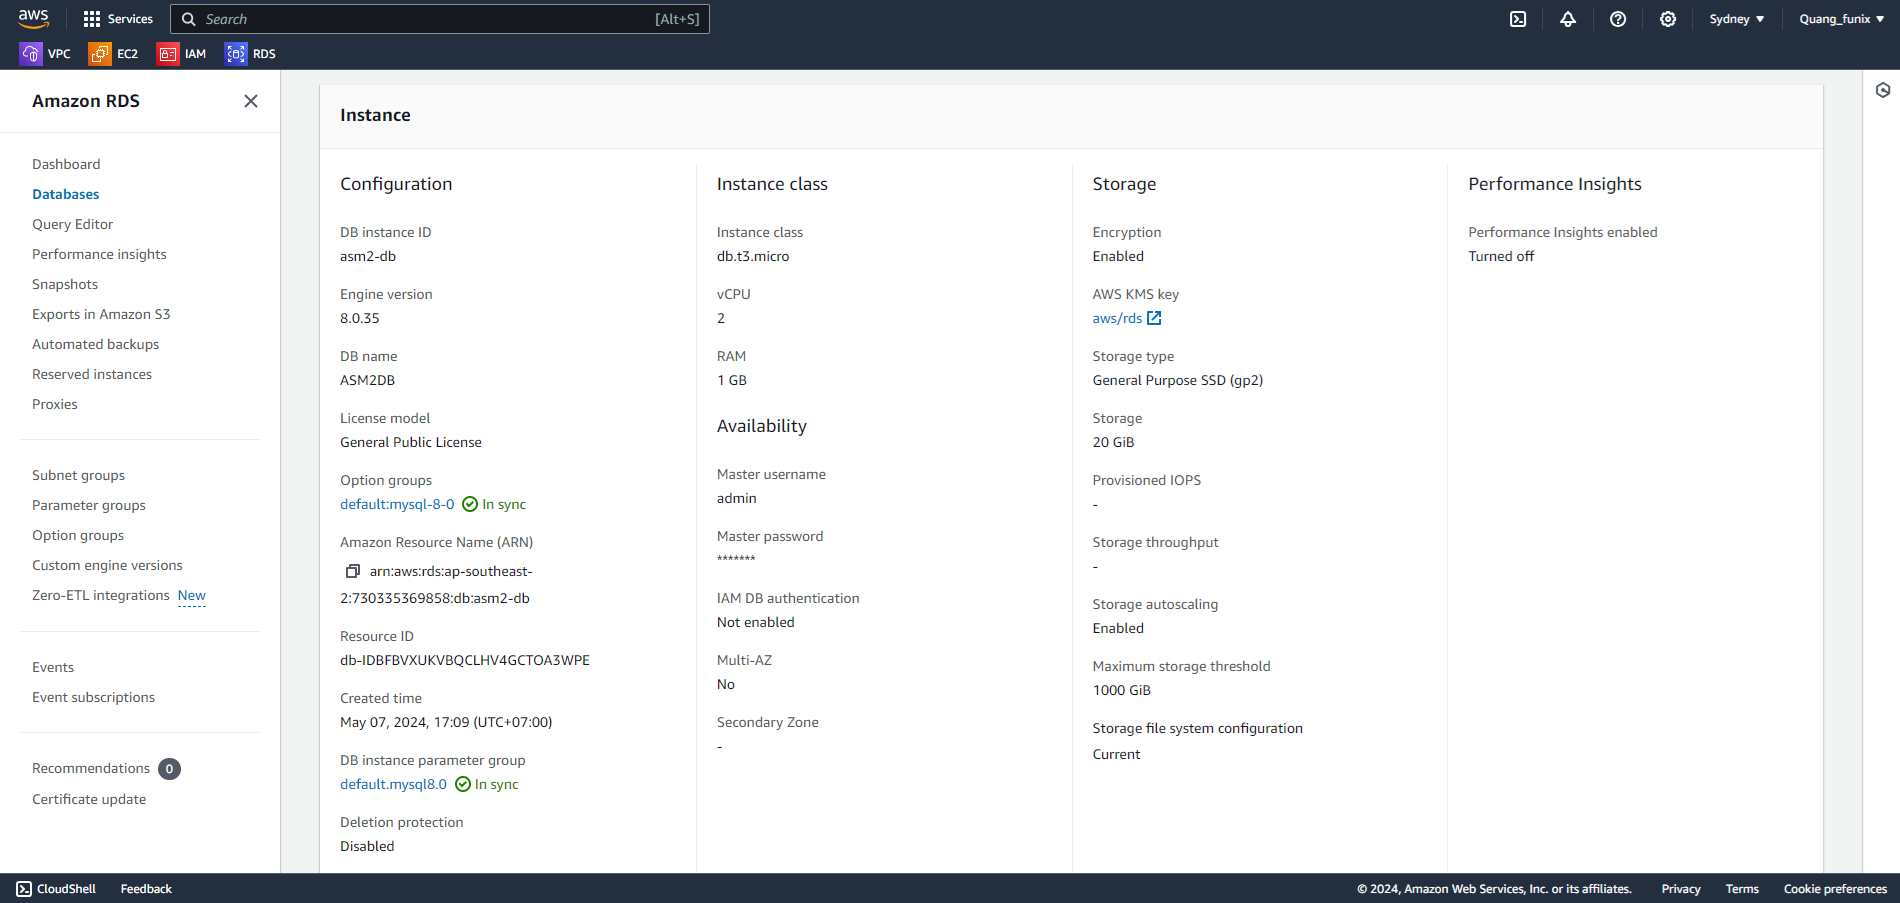 aws
Services
Search
[Alt+S]
Sydney
Quang_funix
VPC
EC2
IAM
RDS
Amazon RDS
Dashboard
Databases
Query Editor
Performance insights
Snapshots
Exports in Amazon S3
Automated backups
Reserved instances
Proxies
Subnet groups
Parameter groups
Option groups
Custom engine versions
Zero-ETL integrations New
Events
Event subscriptions
Recommendations 0
Certificate update
Instance
Configuration
DB instance ID
asm2-db
Engine version
8.0.35
DB name
ASM2DB
License model
General Public License
Option groups
default:mysql-8-0 In sync
Amazon Resource Name (ARN)
arn:aws:rds:ap-southeast-
2:730335369858:db:asm2-db
Resource ID
db-IDBFBVXUKVBQCLHV4GCTOA3WPE
Created time
May 07, 2024, 17:09 (UTC+07:00)
DB instance parameter group
default.mysql8.0 In sync
Deletion protection
Disabled
Instance class
Instance class
db.t3.micro
vCPU
2
RAM
1 GB
Availability
Master username
admin
Master password
*******
IAM DB authentication
Not enabled
Multi-AZ
No
Secondary Zone
-
Storage
Encryption
Enabled
AWS KMS key
aws/rds
Storage type
General Purpose SSD (gp2)
Storage
20 GiB
Provisioned IOPS
-
Storage throughput
-
Storage autoscaling
Enabled
Maximum storage threshold
1000 GiB
Storage file system configuration
Current
Performance Insights
Performance Insights enabled
Turned off
CloudShell
Feedback
© 2024, Amazon Web Services, Inc. or its affiliates.
Privacy
Terms
Cookie preferences